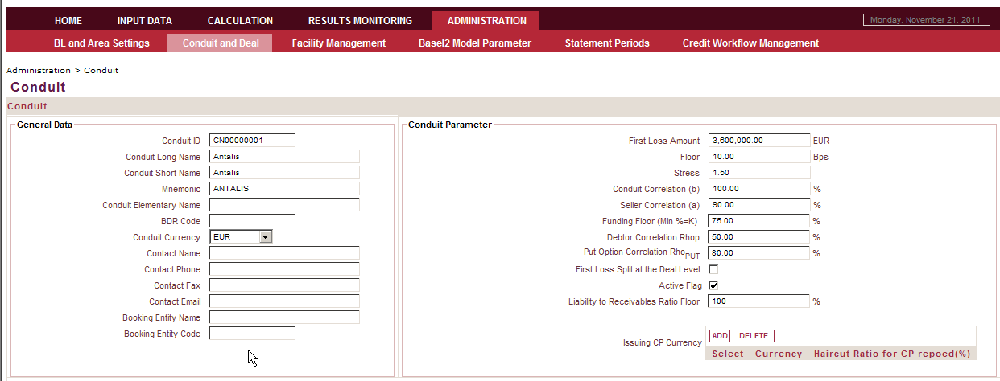 HOME INPUT DATA CALCULATION RESULTS MONITORING ADMINISTRATION Monday, November 21, 2011
BL and Area Settings Conduit and Deal Facility Management Basel2 Model Parameter Statement Periods Credit Workflow Management
Administration > Conduit
Conduit
Conduit
General Data
Conduit ID CN00000001
Conduit Long Name Antalis
Conduit Short Name Antalis
Mnemonic ANTALIS
Conduit Elementary Name
BDR Code
Conduit Currency EUR
Contact Name
Contact Phone
Contact Fax
Contact Email
Booking Entity Name
Booking Entity Code
Conduit Parameter
First Loss Amount 3,600,000.00 EUR
Floor 10.00 Bps
Stress 1.50
Conduit Correlation (b) 100.00 %
Seller Correlation (a) 90.00 %
Funding Floor (Min %=K) 75.00 %
Debtor Correlation Rhop 50.00 %
Put Option Correlation RhoPUT 80.00 %
First Loss Split at the Deal Level
Active Flag
Liability to Receivables Ratio Floor 100 %
Issuing CP Currency ADD DELETE
Select Currency Haircut Ratio for CP repoed(%)